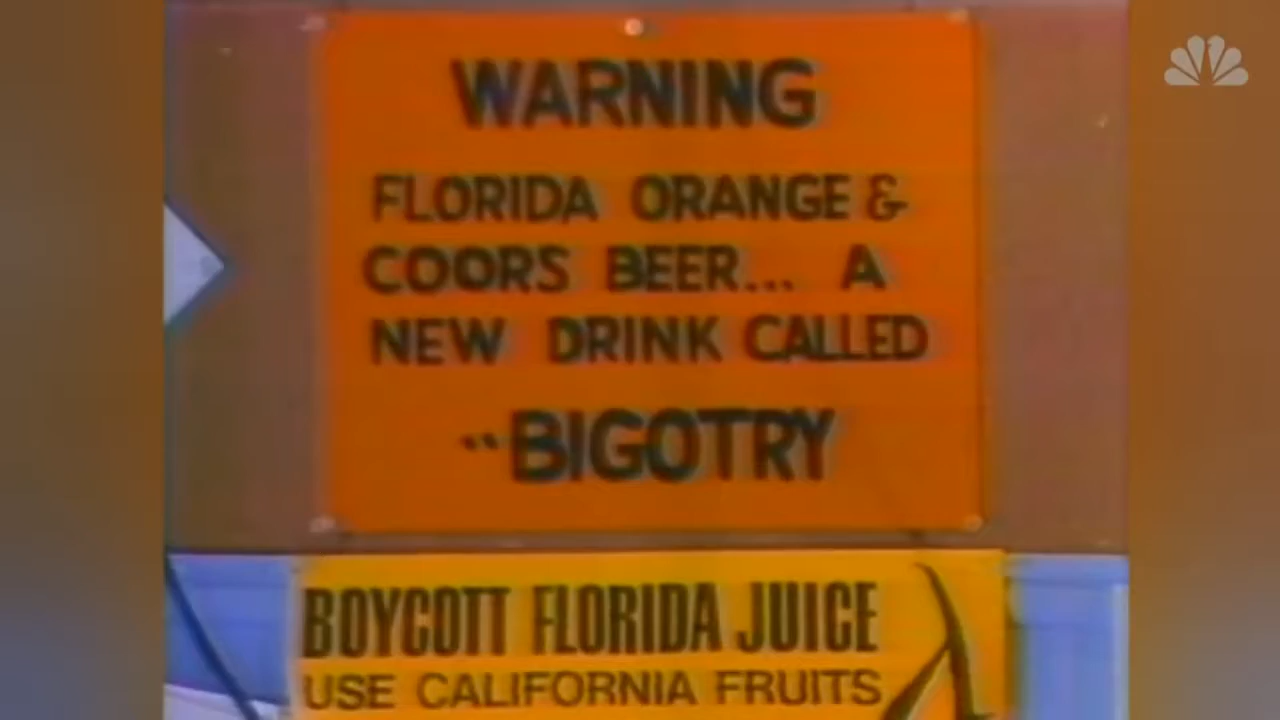 WARNING
FLORIDA ORANGE &
COORS BEER... A
NEW DRINK CALLED
"BIGOTRY
BOYCOTT FLORIDA JUICE
USE CALIFORNIA FRUITS